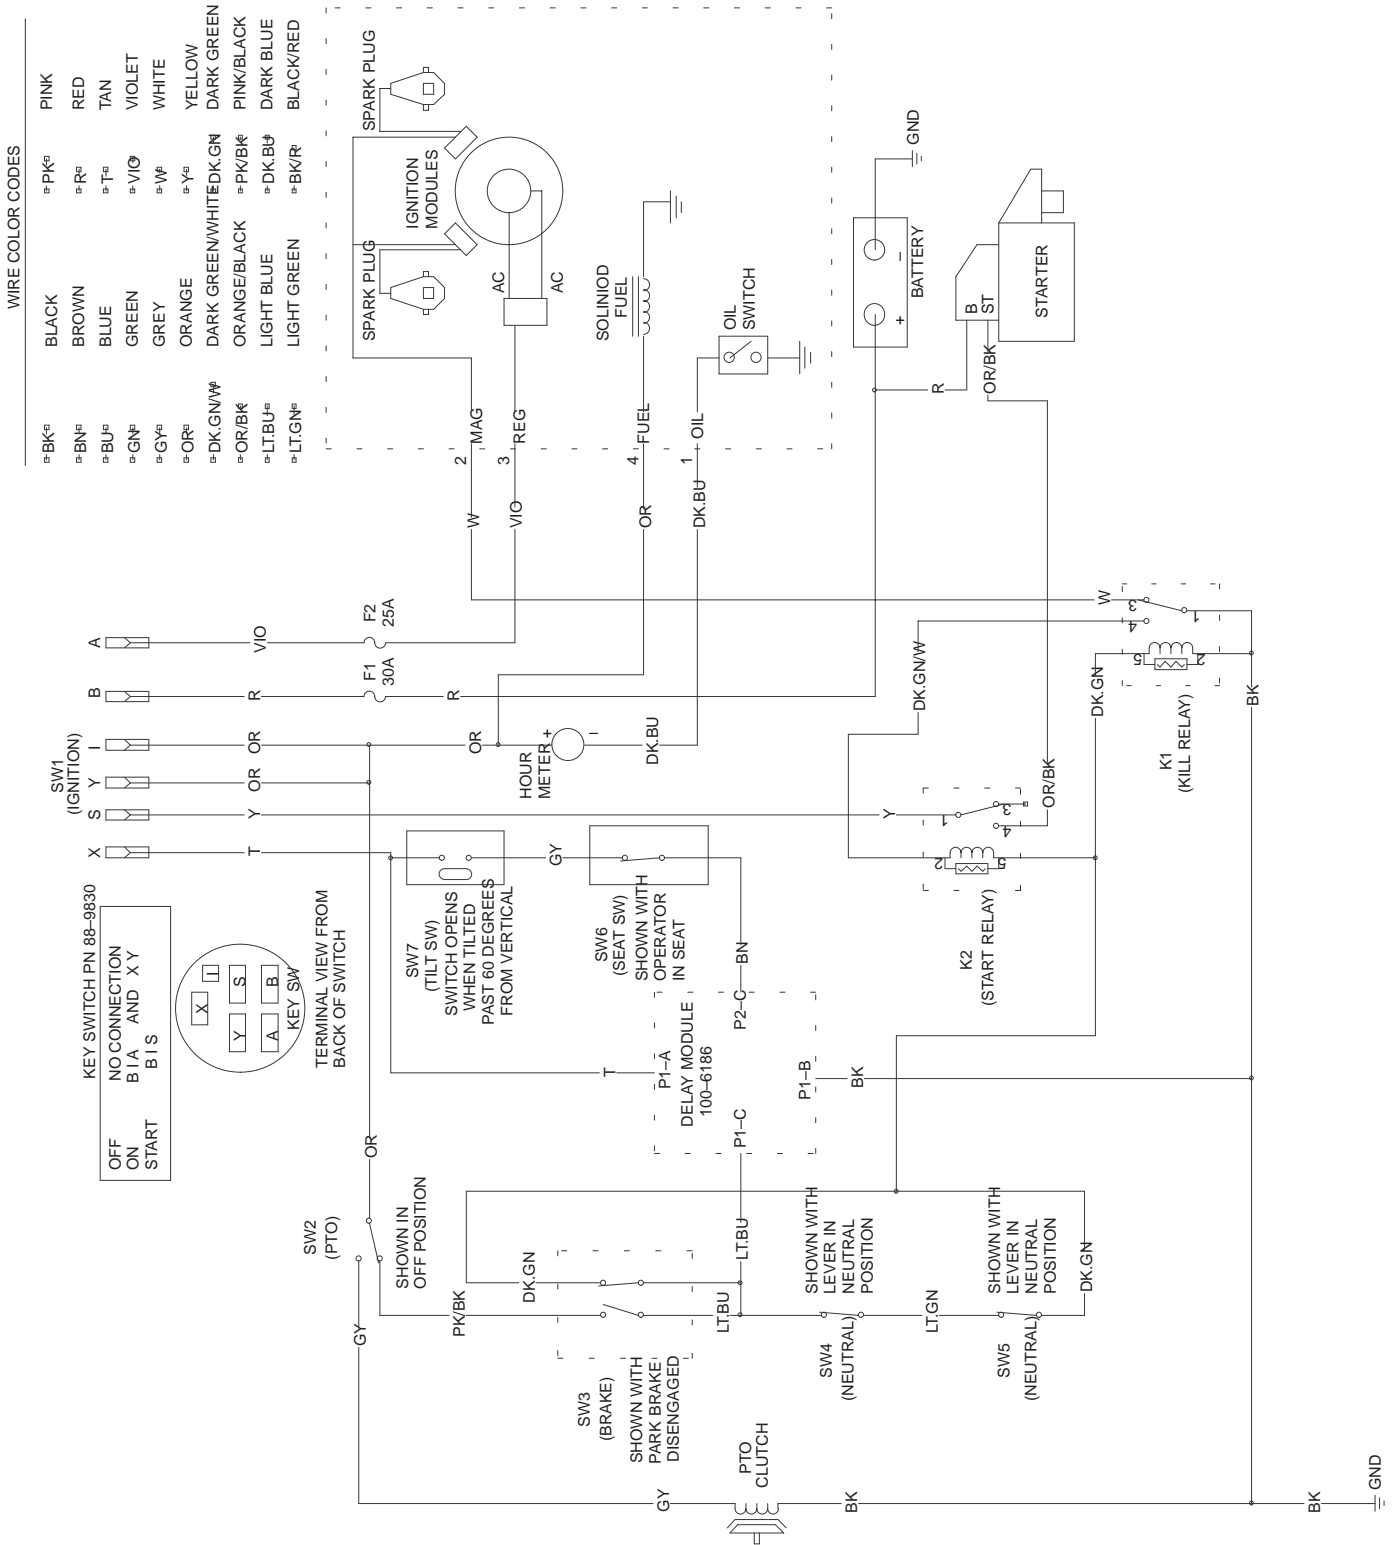 WIRE COLOR CODES
BK BLACK PK PINK
BN BROWN R RED
BU BLUE T TAN
GN GREEN VIO VIOLET
GY GREY W WHITE
OR ORANGE Y YELLOW
DK.GN/W DARK GREEN/WHITE DK.GN DARK GREEN
OR/BK ORANGE/BLACK PK/BK PINK/BLACK
LT.BU LIGHT BLUE DK.BU DARK BLUE
LT.GN LIGHT GREEN BK/R BLACK/RED
SPARK PLUG
SPARK PLUG
IGNITION
MODULES
AC
AC
SOLINIOD
FUEL
OIL
SWITCH
2 MAG
3 REG
4 FUEL
1 OIL
W
VIO
OR
DK.BU
BATTERY
+
–
GND
B
ST
STARTER
R
OR/BK
SW1
(IGNITION)
A
B
I
Y
S
X
VIO
R
OR
OR
Y
T
F2
25A
F1
30A
R
OR
HOUR
METER
+
–
DK.BU
W
3
4
1
5
2
K1
(KILL RELAY)
DK.GN/W
DK.GN
BK
OR/BK
Y
1
3
4
2
5
K2
(START RELAY)
KEY SWITCH PN 88–9830
OFF NO CONNECTION
ON B I A AND X Y
START B I S
X
I
Y
S
A
B
KEY SW
TERMINAL VIEW FROM
BACK OF SWITCH
SW7
(TILT SW)
SWITCH OPENS
WHEN TILTED
PAST 60 DEGREES
FROM VERTICAL
GY
SW6
(SEAT SW)
SHOWN WITH
OPERATOR
IN SEAT
BN
T
P1–A
P2–C
DELAY MODULE
100–6186
P1–C
P1–B
BK
OR
SW2
(PTO)
SHOWN IN
OFF POSITION
GY
PK/BK
DK.GN
LT.BU
LT.BU
SW3
(BRAKE)
SHOWN WITH
PARK BRAKE
DISENGAGED
SHOWN WITH
LEVER IN
NEUTRAL
POSITION
SW4
(NEUTRAL)
LT.GN
SHOWN WITH
LEVER IN
NEUTRAL
POSITION
SW5
(NEUTRAL)
DK.GN
PTO
CLUTCH
GY
BK
BK
GND